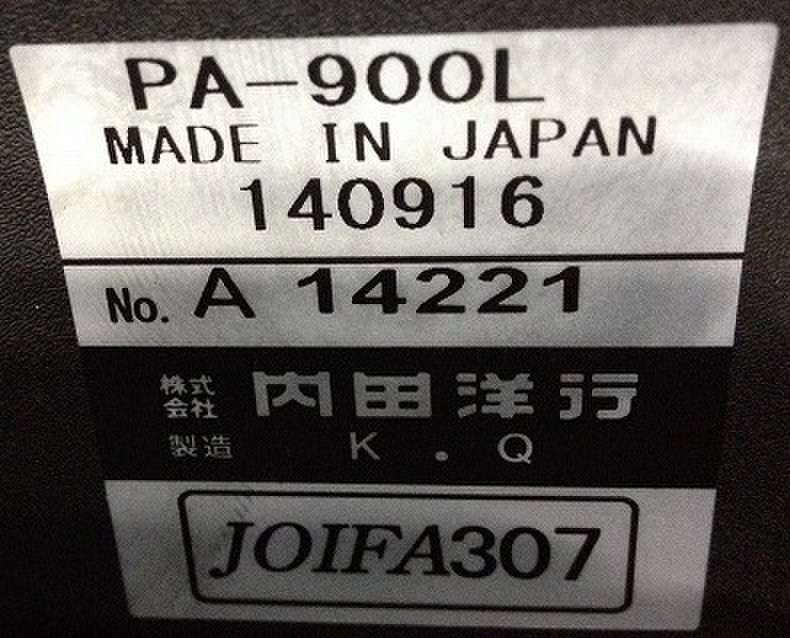 PA-900L
MADE IN JAPAN
140916
No. A 14221
株式会社 内田洋行
製造 K.Q
JOIFA307